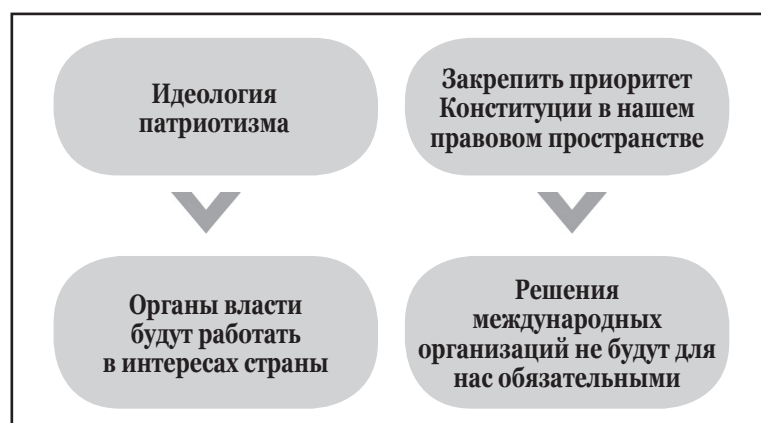 Идеология
патриотизма
Закрепить приоритет
Конституции в нашем
правовом пространстве
Органы власти
будут работать
в интересах страны
Решения
международных
организаций не будут для
нас обязательными